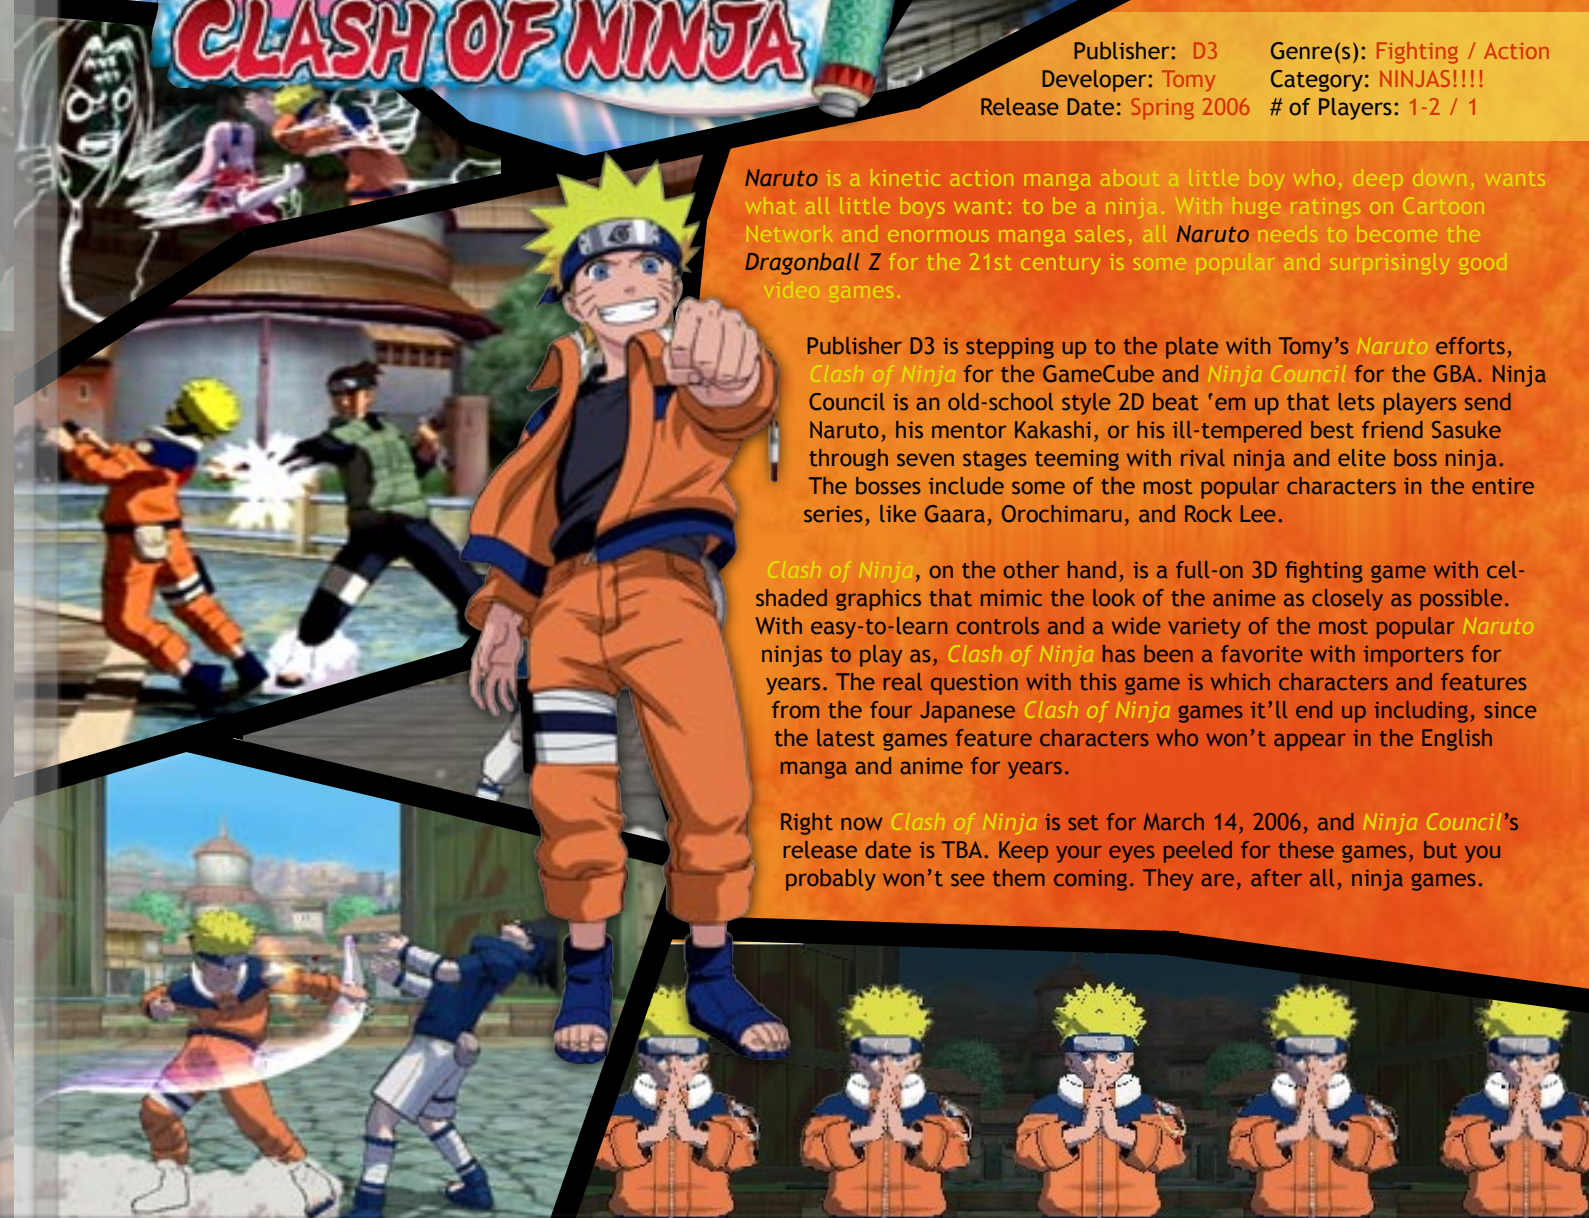 CLASH OF NINJA
Publisher: D3
Developer: Tomy
Release Date: Spring 2006
Genre(s): Fighting / Action
Category: NINJAS!!!!
# of Players: 1-2 / 1
Naruto is a kinetic action manga about a little boy who, deep down, wants
what all little boys want: to be a ninja. With huge ratings on Cartoon
Network and enormous manga sales, all Naruto needs to become the
Dragonball Z for the 21st century is some popular and surprisingly good
video games.
Publisher D3 is stepping up to the plate with Tomy’s Naruto efforts,
Clash of Ninja for the GameCube and Ninja Council for the GBA. Ninja
Council is an old-school style 2D beat ‘em up that lets players send
Naruto, his mentor Kakashi, or his ill-tempered best friend Sasuke
through seven stages teeming with rival ninja and elite boss ninja.
The bosses include some of the most popular characters in the entire
series, like Gaara, Orochimaru, and Rock Lee.
Clash of Ninja, on the other hand, is a full-on 3D fighting game with cel-
shaded graphics that mimic the look of the anime as closely as possible.
With easy-to-learn controls and a wide variety of the most popular Naruto
ninjas to play as, Clash of Ninja has been a favorite with importers for
years. The real question with this game is which characters and features
from the four Japanese Clash of Ninja games it’ll end up including, since
the latest games feature characters who won’t appear in the English
manga and anime for years.
Right now Clash of Ninja is set for March 14, 2006, and Ninja Council’s
release date is TBA. Keep your eyes peeled for these games, but you
probably won’t see them coming. They are, after all, ninja games.